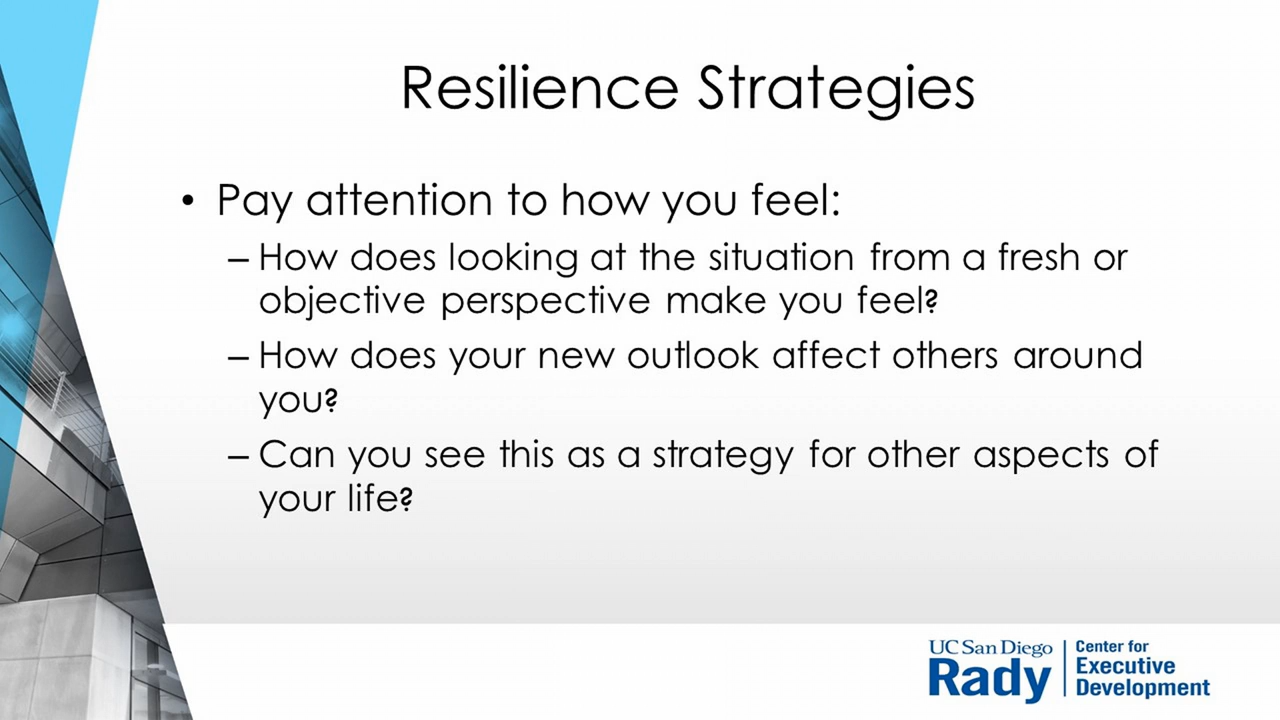 Resilience Strategies
• Pay attention to how you feel:
– How does looking at the situation from a fresh or
objective perspective make you feel?
– How does your new outlook affect others around
you?
– Can you see this as a strategy for other aspects of
your life?
UC San Diego
Rady
Center for
Executive
Development